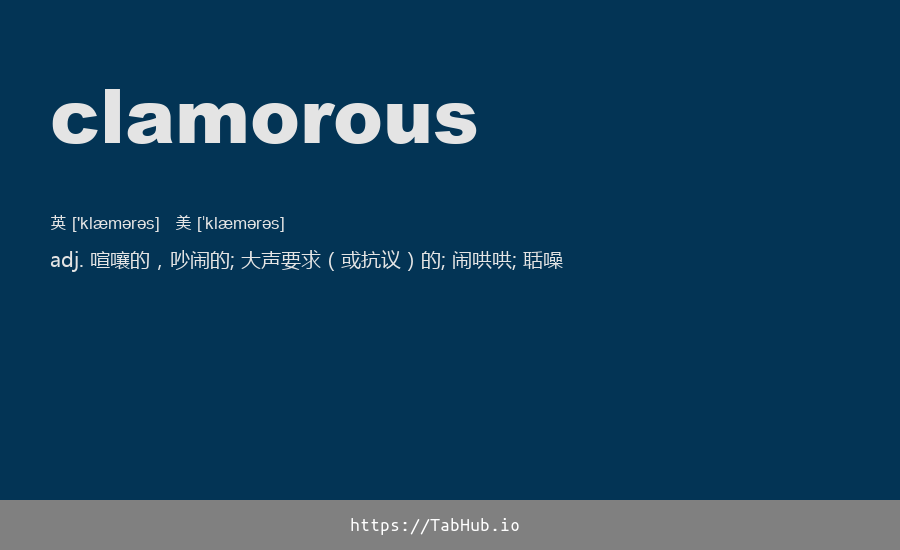 clamorous
英 ['klæmərəs] 美 [ˈklæmərəs]
adj. 喧嚷的，吵闹的; 大声要求（或抗议）的; 闹哄哄; 聒噪
https://TabHub.io